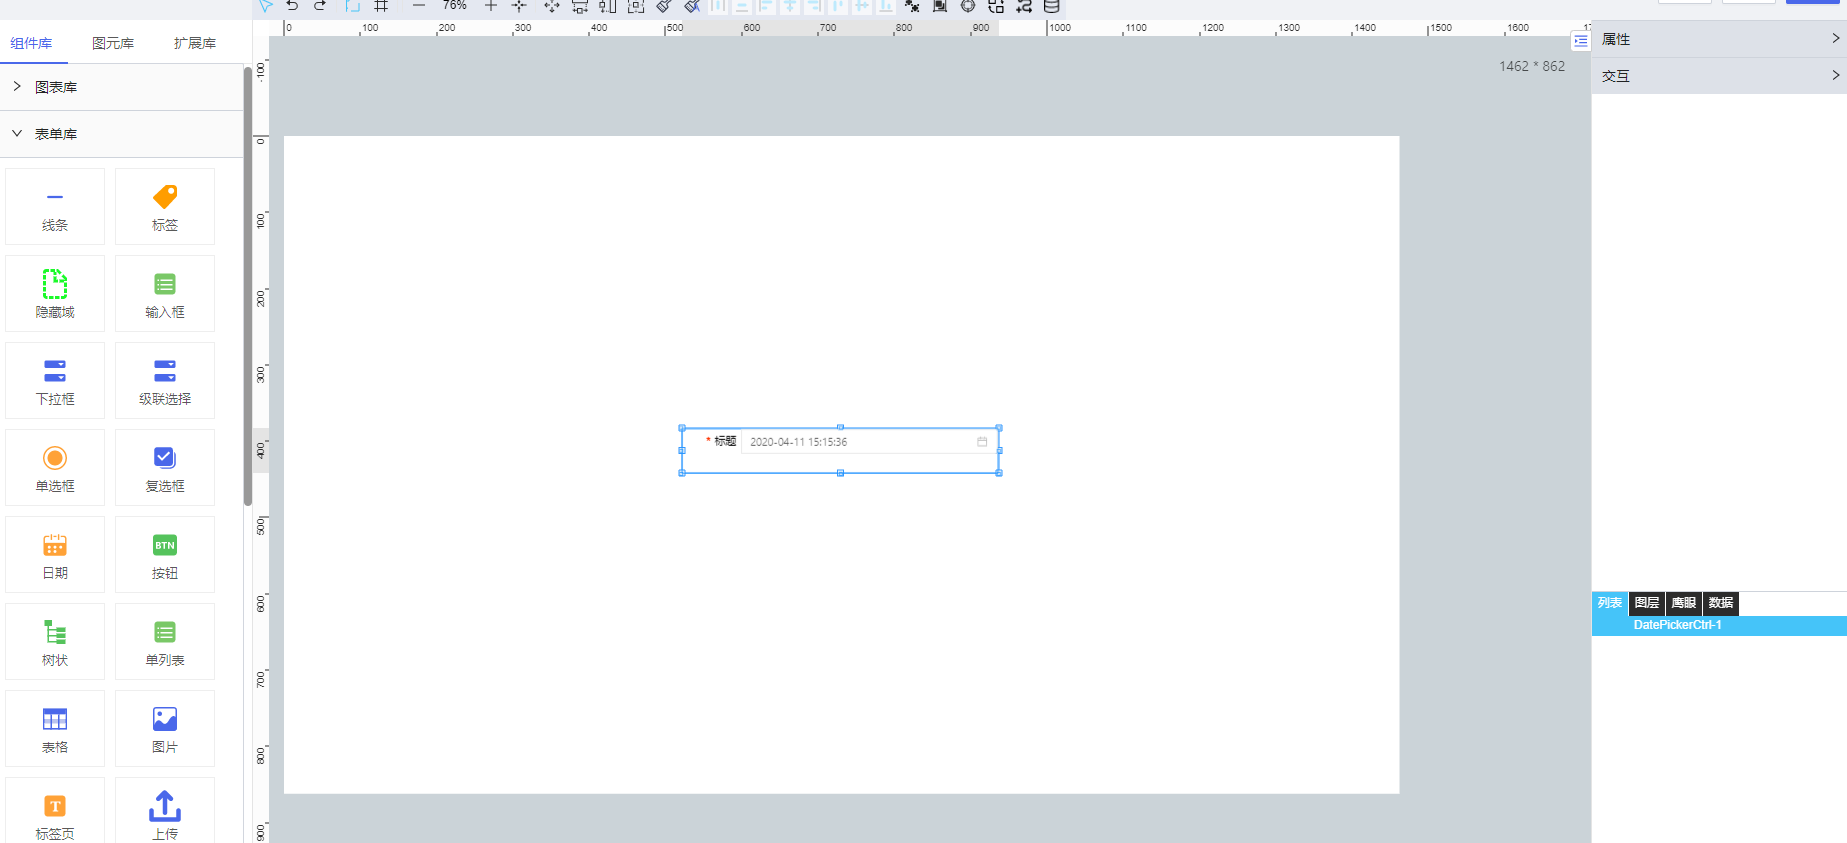 76%
组件库 图元库 扩展库
图表库
表单库
线条 标签
隐藏域 输入框
下拉框 级联选择
单选框 复选框
日期 BTN 按钮
树状 单列表
表格 图片
T 标签页 上传
0 100 200 300 400 500 600 700 800 900 1000 1100 1200 1300 1400 1500 1600
-100 0 100 200 300 400 500 600 700 800 900
1462 * 862
* 标题 2020-04-11 15:15:36
属性
交互
列表 图层 鹰眼 数据
DatePickerCtrl-1